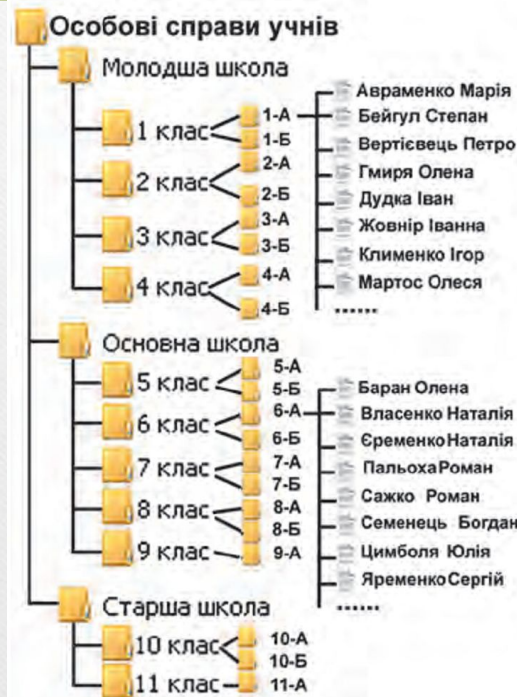 Особові справи учнів
Молодша школа
1 клас
1-А
1-Б
2 клас
2-А
2-Б
3 клас
3-А
3-Б
4 клас
4-А
4-Б
Авраменко Марія
Бейгул Степан
Вертієвець Петро
Гмиря Олена
Дудка Іван
Жовнір Іванна
Клименко Ігор
Мартос Олеся
......
Основна школа
5 клас
5-А
5-Б
6 клас
6-А
6-Б
7 клас
7-А
7-Б
8 клас
8-А
8-Б
9 клас
9-А
Баран Олена
Власенко Наталія
Єременко Наталія
Пальоха Роман
Сажко Роман
Семенець Богдан
Цимболя Юлія
Яременко Сергій
......
Старша школа
10 клас
10-А
10-Б
11 клас
11-А